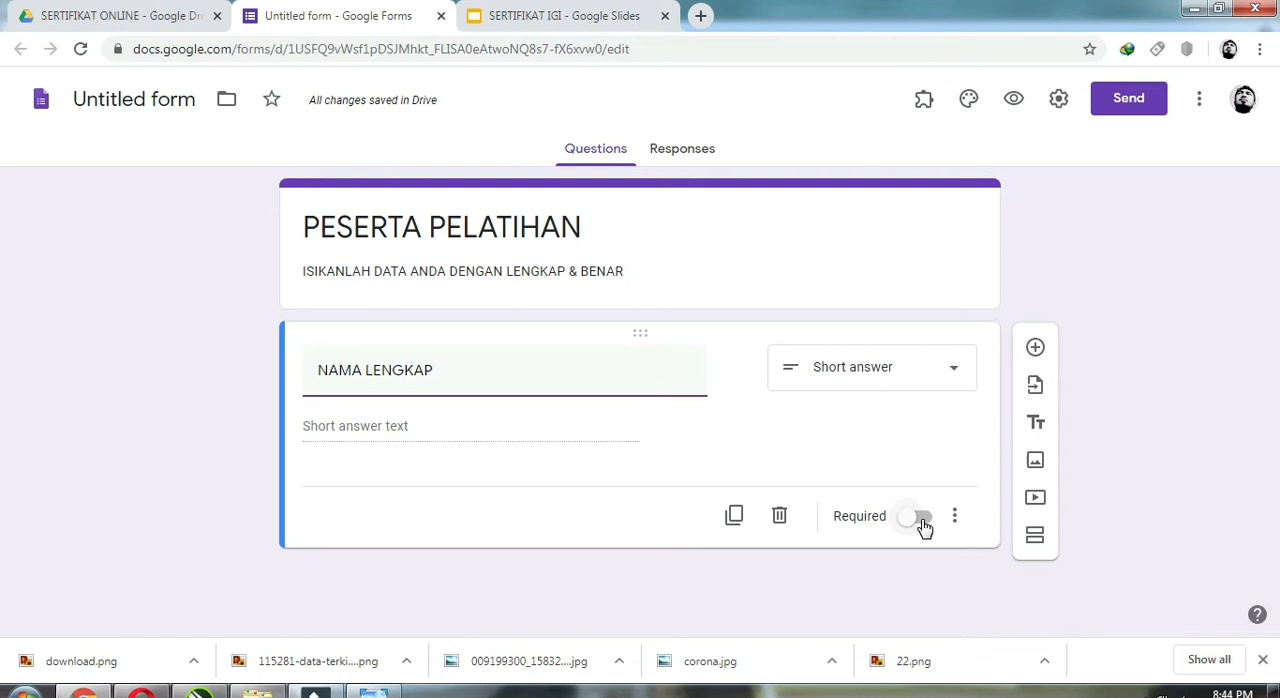 SERTIFIKAT ONLINE - Google Dr
Untitled form - Google Forms
SERTIFIKAT IGI - Google Slides
docs.google.com/forms/d/1USFQ9vWsf1pDSJMhkt_FLISA0eAtwoNQ8s7-fX6xvw0/edit
Untitled form
All changes saved in Drive
Send
Questions
Responses
PESERTA PELATIHAN
ISIKANLAH DATA ANDA DENGAN LENGKAP & BENAR
NAMA LENGKAP
Short answer
Short answer text
Required
download.png
115281-data-terki....png
009199300_15832....jpg
corona.jpg
22.png
Show all
8:44 PM